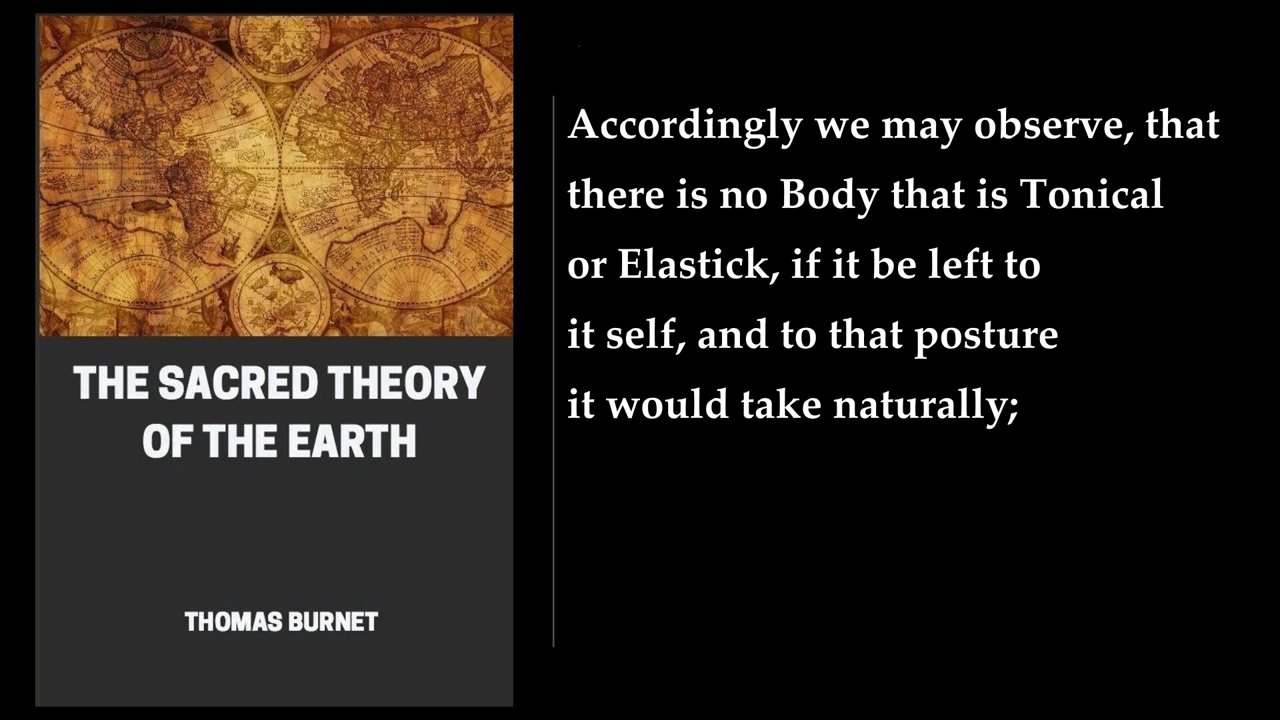 THE SACRED THEORY
OF THE EARTH
THOMAS BURNET
Accordingly we may observe, that
there is no Body that is Tonical
or Elastick, if it be left to
it self, and to that posture
it would take naturally;